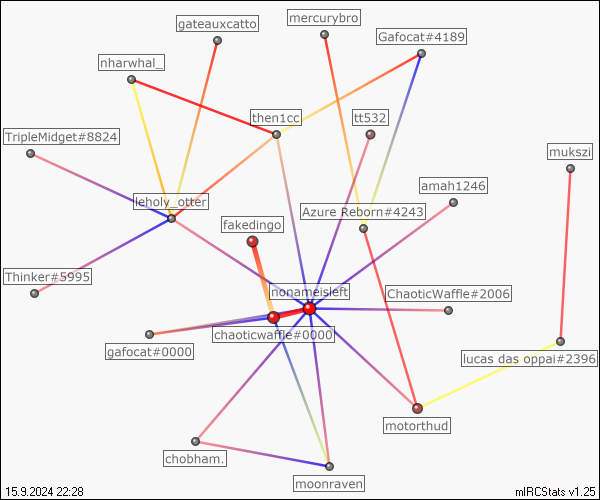 mercurybro
gateauxcatto
Gafocat#4189
nharwhal_
then1cc
tt532
TripleMidget#8824
mukszi
amah1246
leholy_otter
Azure Reborn#4243
fakedingo
Thinker#5995
nonameisleft
ChaoticWaffle#2006
chaoticwaffle#0000
gafocat#0000
lucas das oppai#2396
motorthud
chobham.
moonraven
15.9.2024 22:28
mIRCStats v1.25